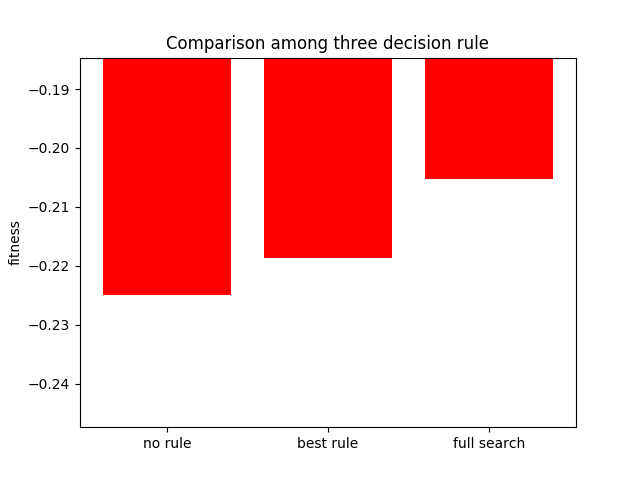 Comparison among three decision rule
−0.19
−0.20
−0.21
−0.22
−0.23
−0.24
fitness
no rule
best rule
full search